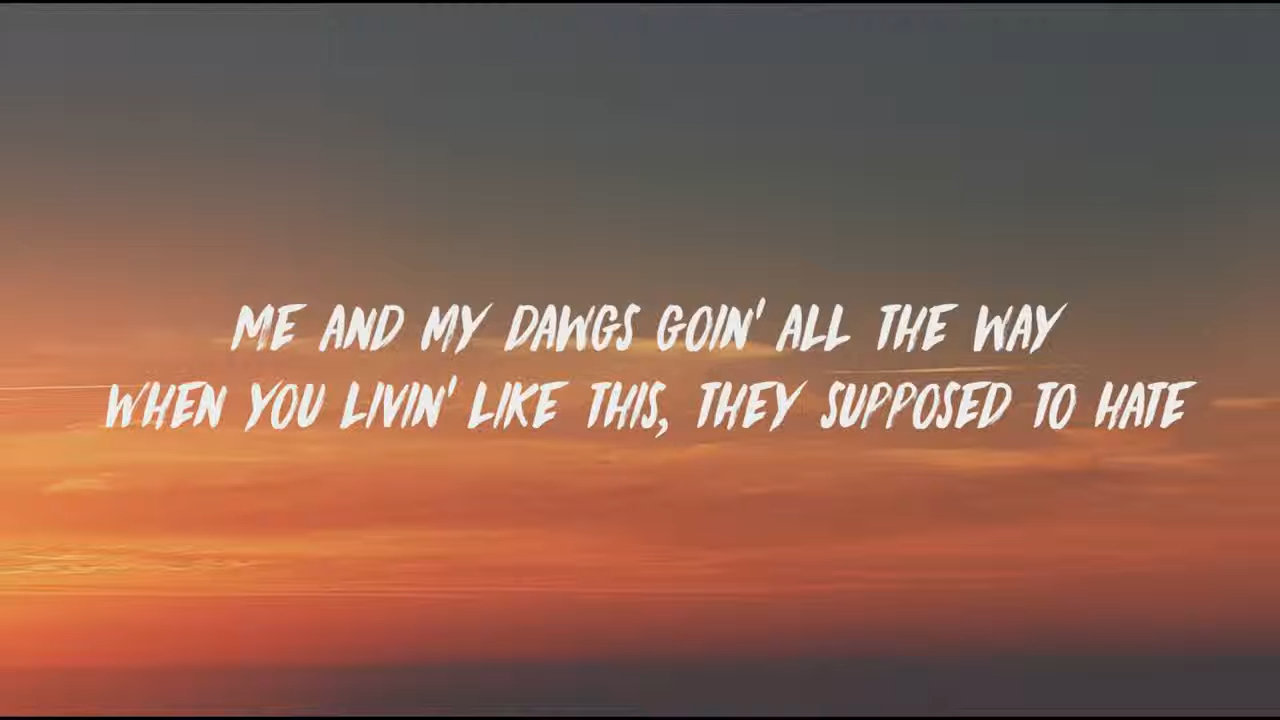 ME AND MY DAWGS GOIN' ALL THE WAY
WHEN YOU LIVIN' LIKE THIS, THEY SUPPOSED TO HATE